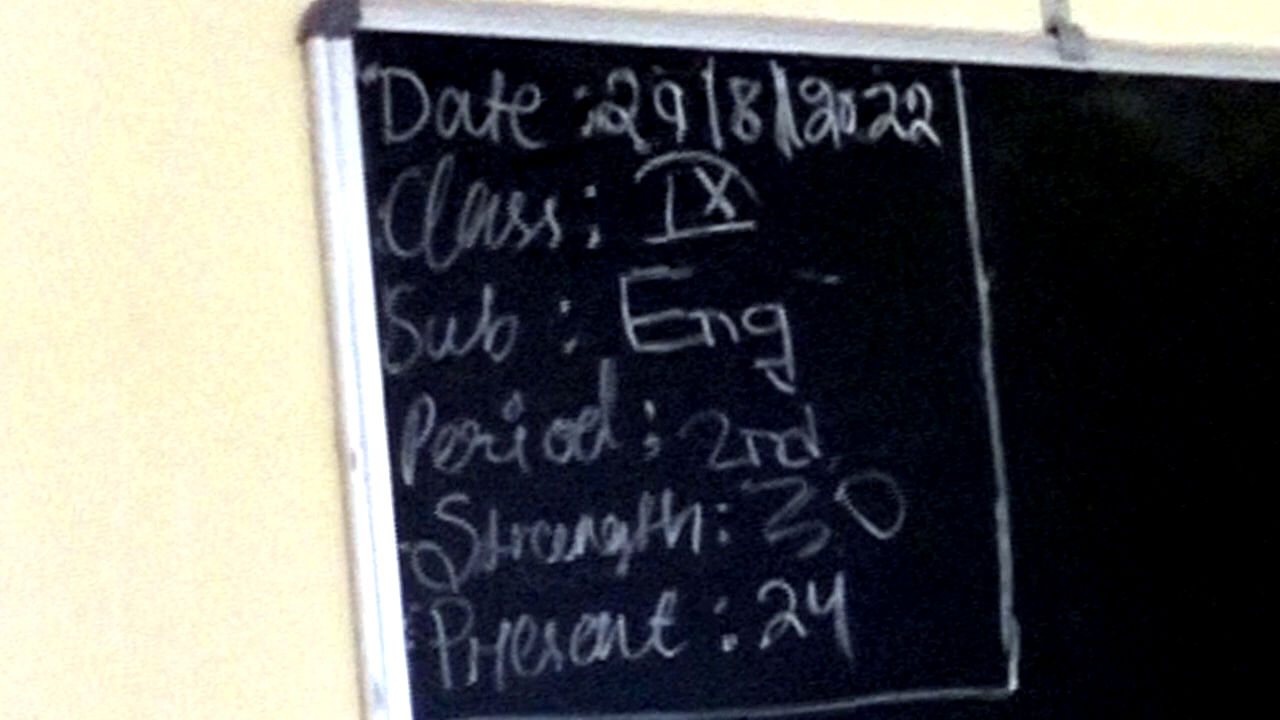 Date : 29/8/2022
Class : IX
Sub : Eng
Period : 2nd
Strength : 30
Present : 24